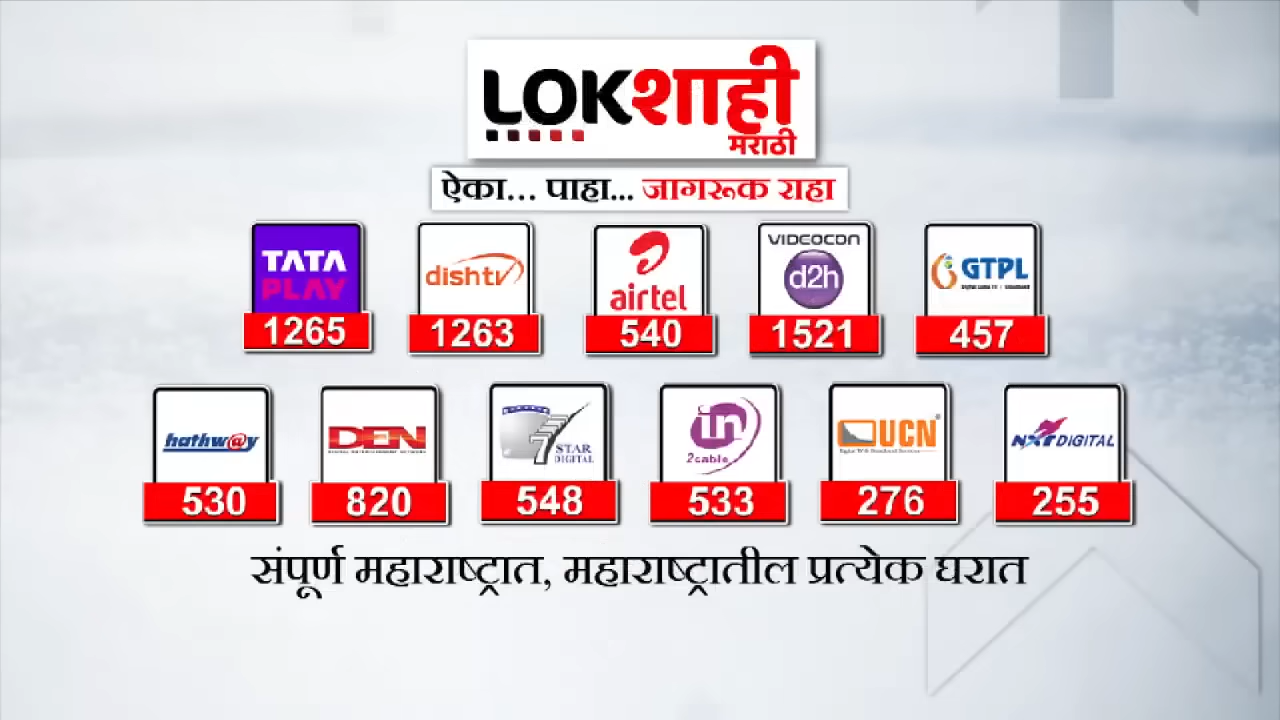 LOKशाही
मराठी
ऐका... पाहा... जागरूक राहा
TATA PLAY
dishtv
airtel
VIDEOCON d2h
GTPL
1265
1263
540
1521
457
hathw@y
DEN
7 STAR DIGITAL
in 2cable
UCN
NXT DIGITAL
530
820
548
533
276
255
संपूर्ण महाराष्ट्रात, महाराष्ट्रातील प्रत्येक घरात